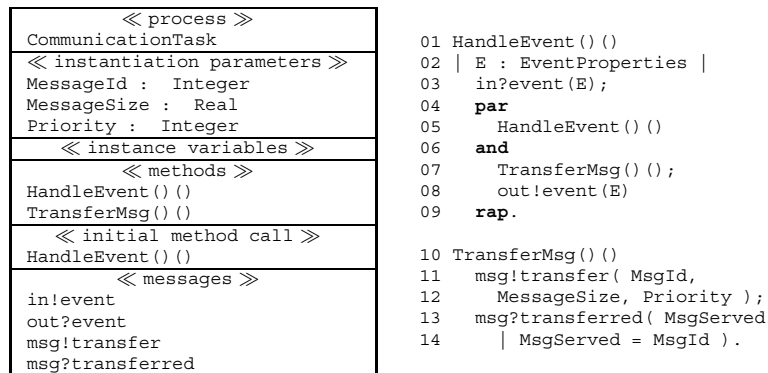 ≪ process ≫
CommunicationTask
≪ instantiation parameters ≫
MessageId : Integer
MessageSize : Real
Priority : Integer
≪ instance variables ≫
≪ methods ≫
HandleEvent()()
TransferMsg()()
≪ initial method call ≫
HandleEvent()()
≪ messages ≫
in!event
out?event
msg!transfer
msg?transferred
01 HandleEvent()()
02 | E : EventProperties |
03 in?event(E);
04 par
05 HandleEvent()()
06 and
07 TransferMsg()();
08 out!event(E)
09 rap.
10 TransferMsg()()
11 msg!transfer( MsgId,
12 MessageSize, Priority );
13 msg?transferred( MsgServed
14 | MsgServed = MsgId ).